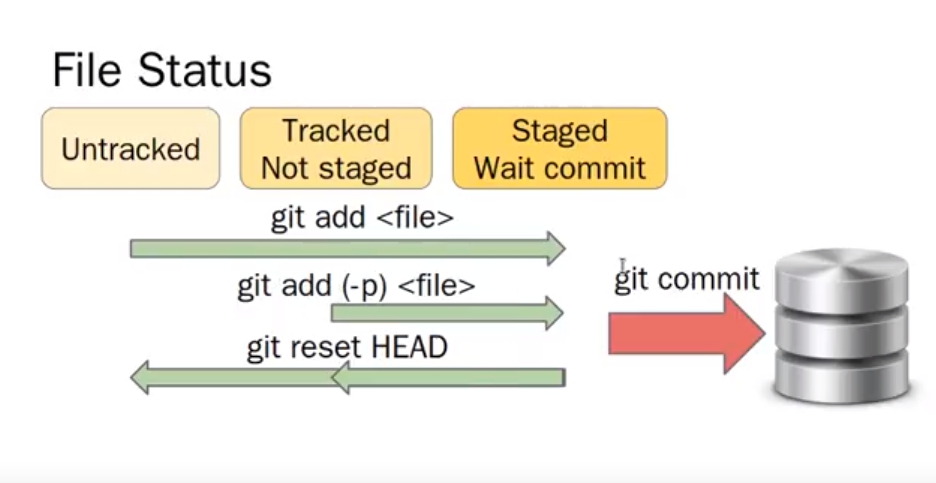 File Status
Untracked
Tracked
Not staged
Staged
Wait commit
git add <file>
git add (-p) <file>
git commit
git reset HEAD